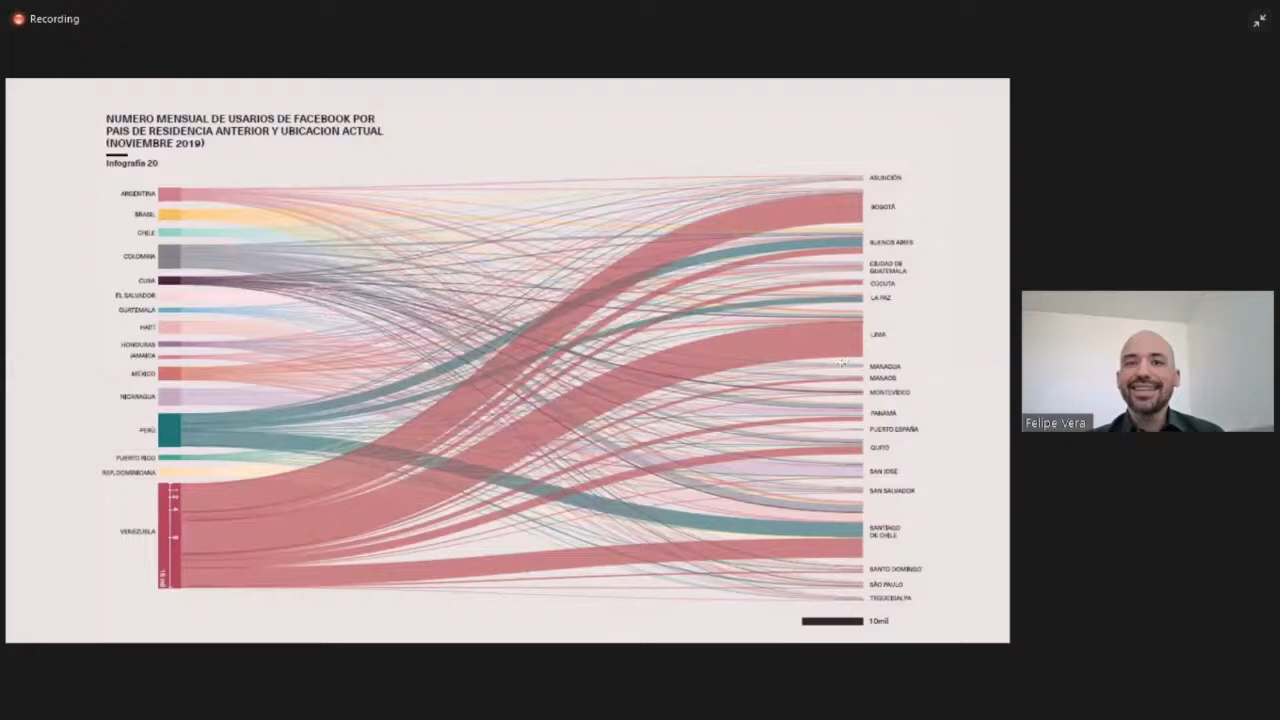 Recording
NUMERO MENSUAL DE USARIOS DE FACEBOOK POR
PAIS DE RESIDENCIA ANTERIOR Y UBICACION ACTUAL
(NOVIEMBRE 2019)
Infografía 20
ARGENTINA
BRASIL
CHILE
COLOMBIA
CUBA
EL SALVADOR
GUATEMALA
HAITÍ
HONDURAS
JAMAICA
MÉXICO
NICARAGUA
PERÚ
PUERTO RICO
REP. DOMINICANA
VENEZUELA
ASUNCIÓN
BOGOTÁ
BUENOS AIRES
CIUDAD DE
GUATEMALA
CÚCUTA
LA PAZ
LIMA
MANAGUA
MANAOS
MONTEVIDEO
PANAMÁ
PUERTO ESPAÑA
QUITO
SAN JOSÉ
SAN SALVADOR
SANTIAGO
DE CHILE
SANTO DOMINGO
SÃO PAULO
TEGUCIGALPA
10mil
Felipe Vera